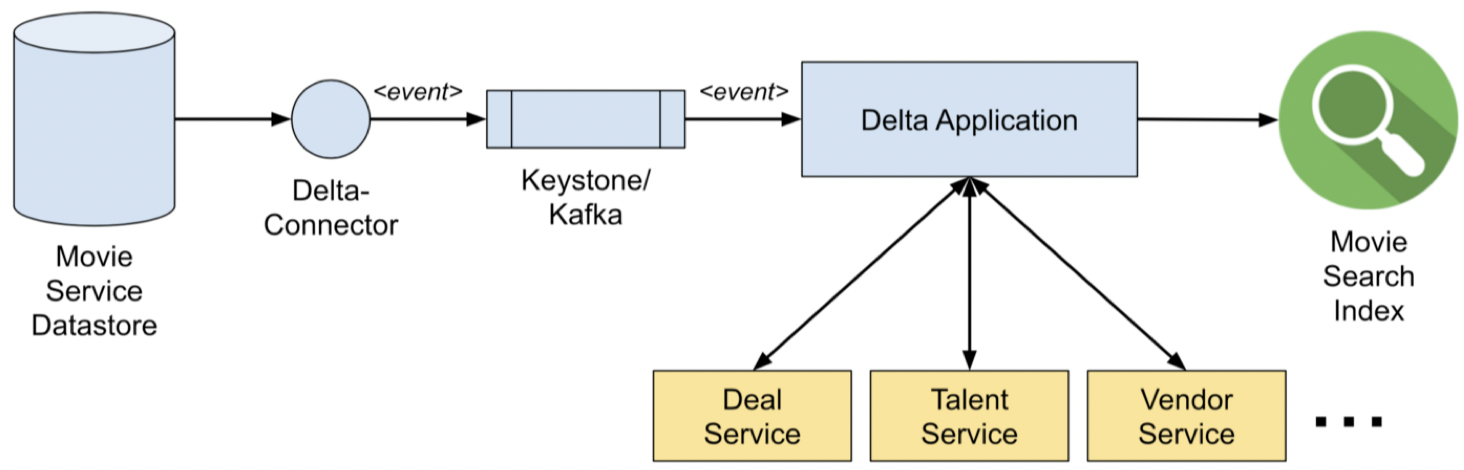 <event>
<event>
Delta Application
Delta-
Connector
Keystone/
Kafka
Movie
Service
Datastore
Movie
Search
Index
Deal
Service
Talent
Service
Vendor
Service